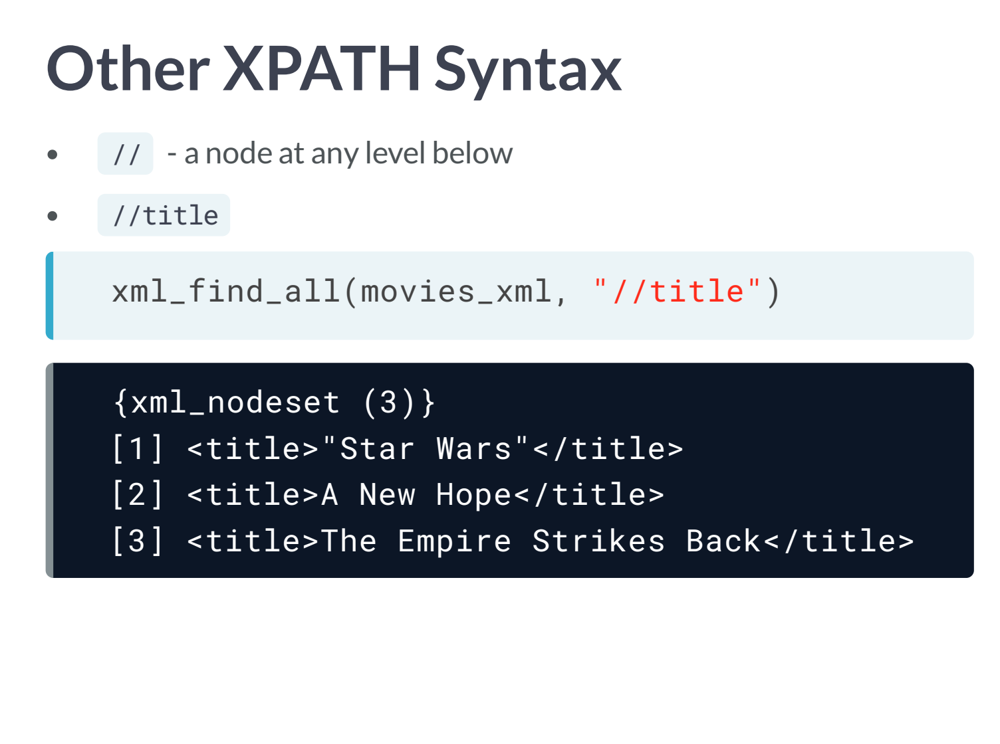 Other XPATH Syntax
• // - a node at any level below
• //title
xml_find_all(movies_xml, "//title")
{xml_nodeset (3)}
[1] <title>"Star Wars"</title>
[2] <title>A New Hope</title>
[3] <title>The Empire Strikes Back</title>